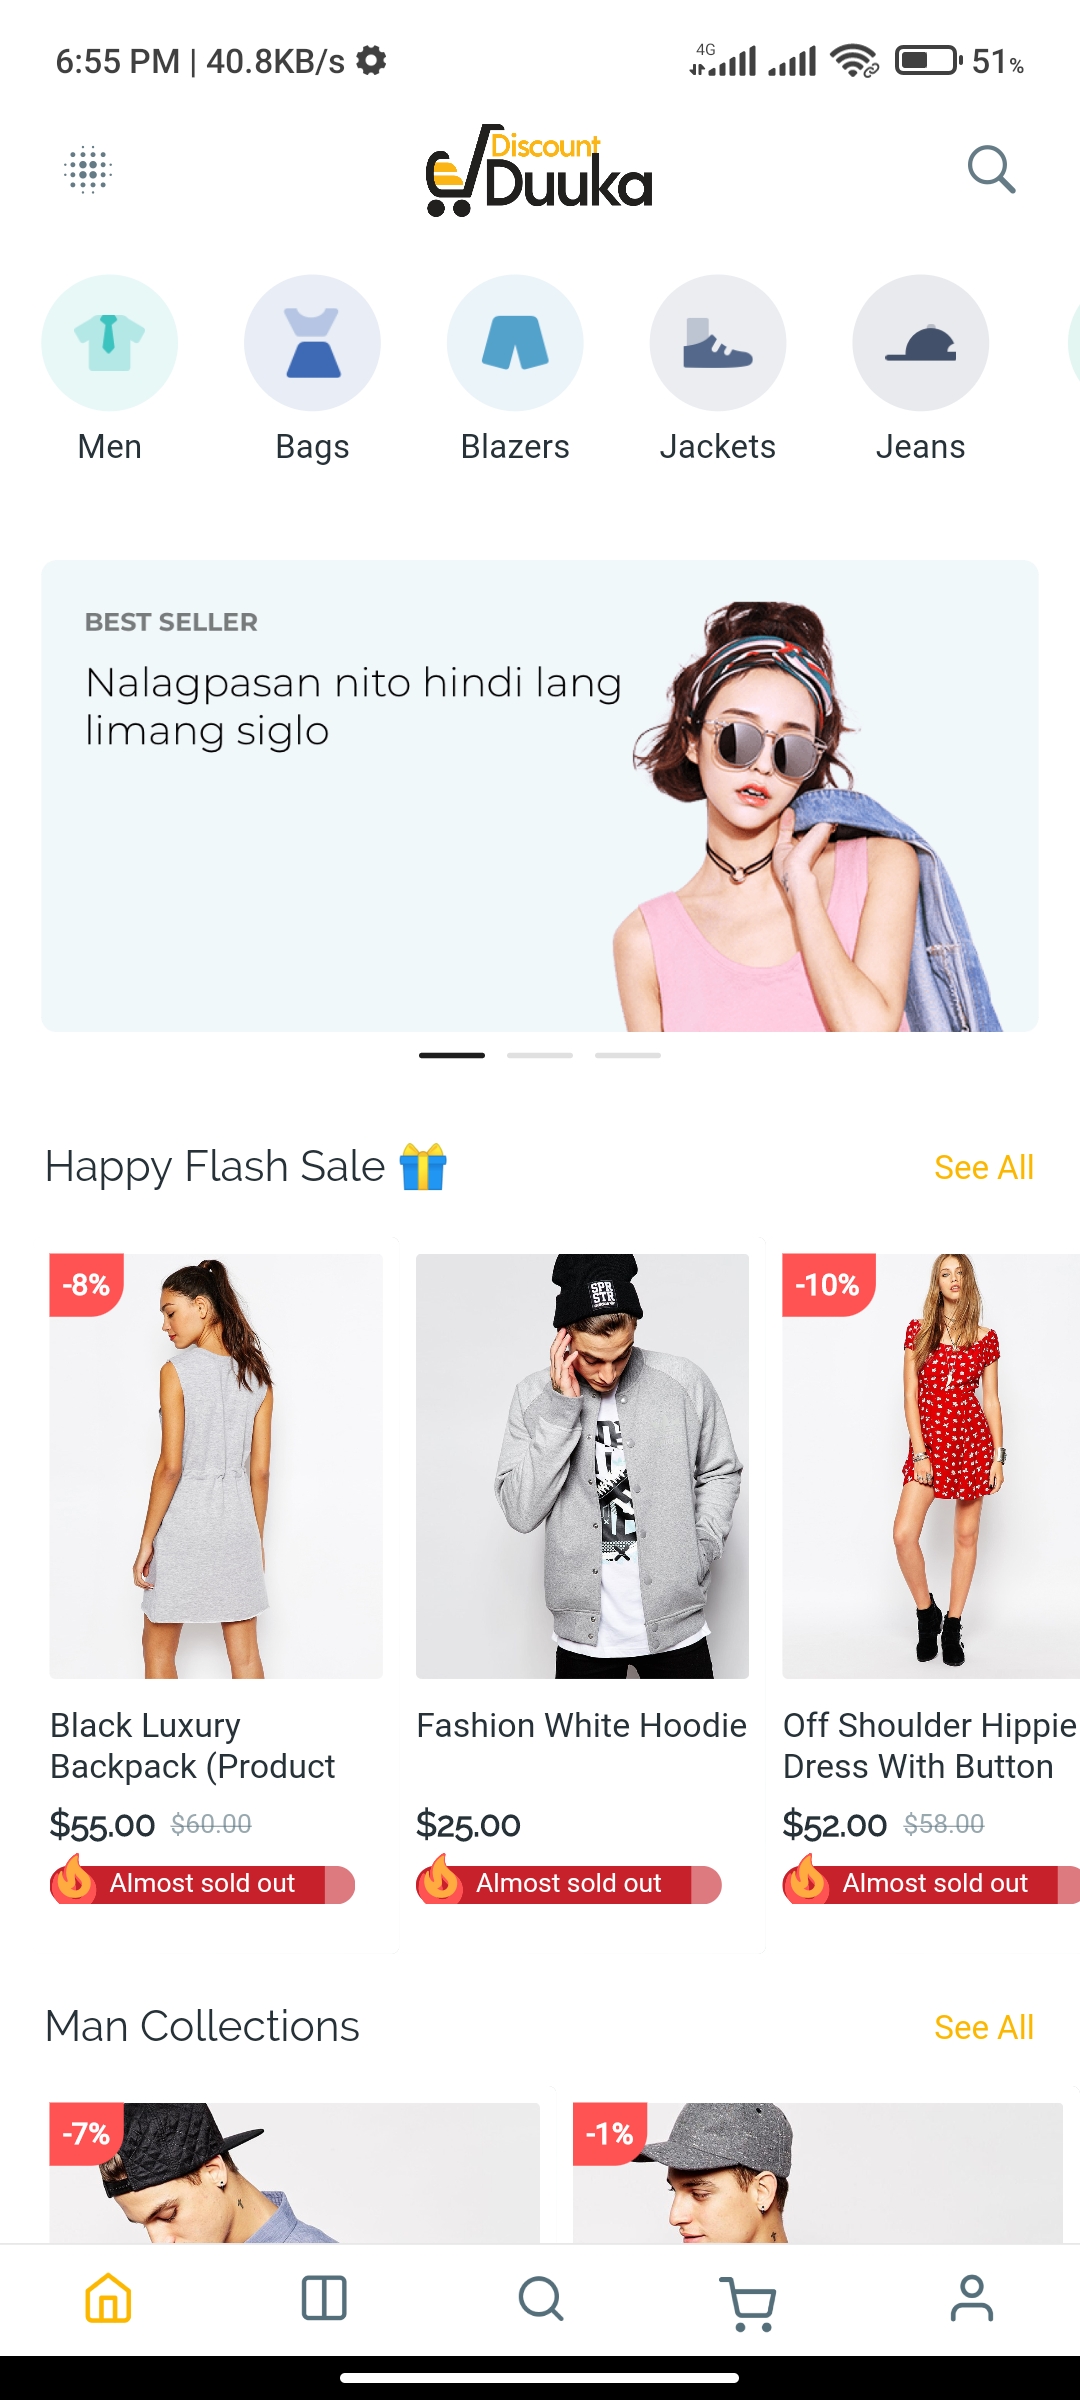 6:55 PM | 40.8KB/s
4G
51%
Discount
Duuka
Men
Bags
Blazers
Jackets
Jeans
BEST SELLER
Nalagpasan nito hindi lang
limang siglo
Happy Flash Sale
See All
-8%
SPR
STR
-10%
Black Luxury
Backpack (Product
$55.00 $60.00
Almost sold out
Fashion White Hoodie
$25.00
Almost sold out
Off Shoulder Hippie
Dress With Button
$52.00 $58.00
Almost sold out
Man Collections
See All
-7%
-1%